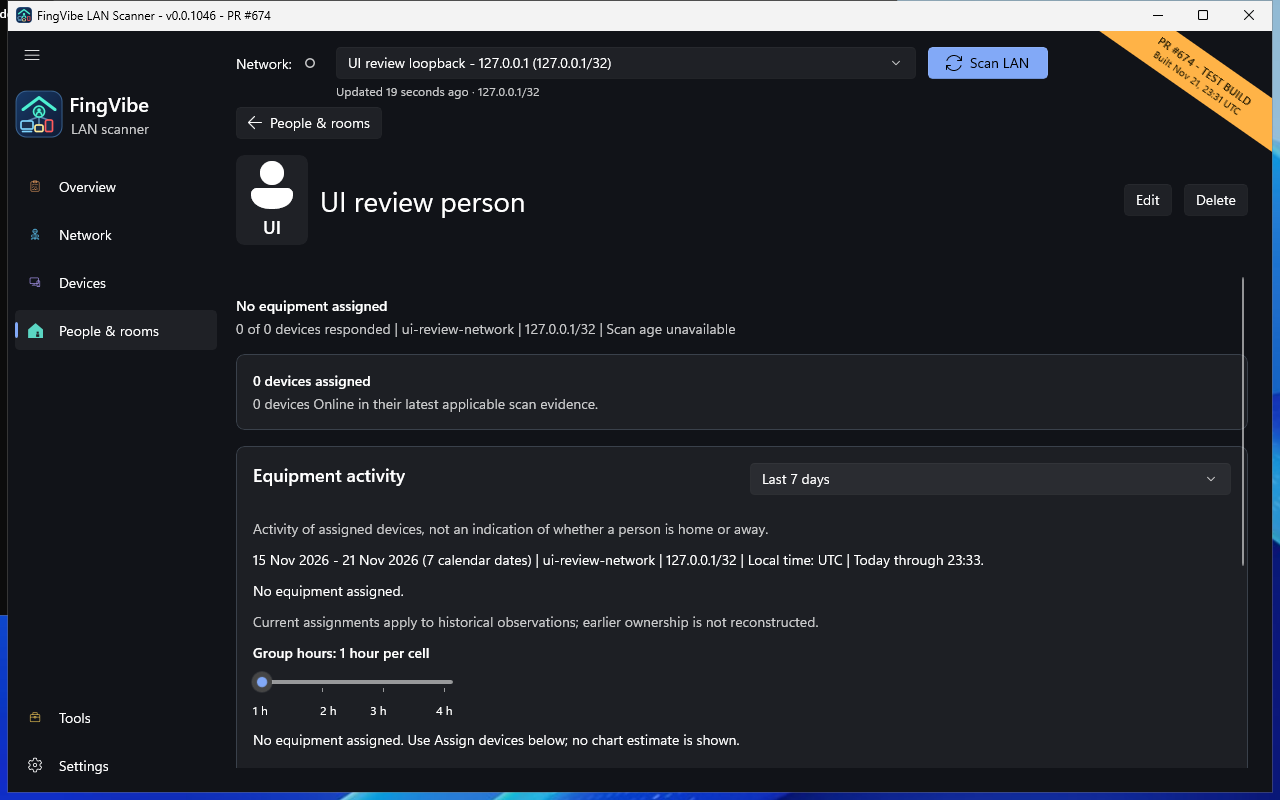 FingVibe LAN Scanner - v0.0.1046 - PR #674
Network:
UI review loopback - 127.0.0.1 (127.0.0.1/32)
Scan LAN
Updated 19 seconds ago · 127.0.0.1/32
PR #674 - TEST BUILD
Built Nov 21, 23:31 UTC
FingVibe
LAN scanner
People & rooms
Overview
Network
Devices
People & rooms
Tools
Settings
UI
UI review person
Edit
Delete
No equipment assigned
0 of 0 devices responded | ui-review-network | 127.0.0.1/32 | Scan age unavailable
0 devices assigned
0 devices Online in their latest applicable scan evidence.
Equipment activity
Last 7 days
Activity of assigned devices, not an indication of whether a person is home or away.
15 Nov 2026 - 21 Nov 2026 (7 calendar dates) | ui-review-network | 127.0.0.1/32 | Local time: UTC | Today through 23:33.
No equipment assigned.
Current assignments apply to historical observations; earlier ownership is not reconstructed.
Group hours: 1 hour per cell
1 h 2 h 3 h 4 h
No equipment assigned. Use Assign devices below; no chart estimate is shown.